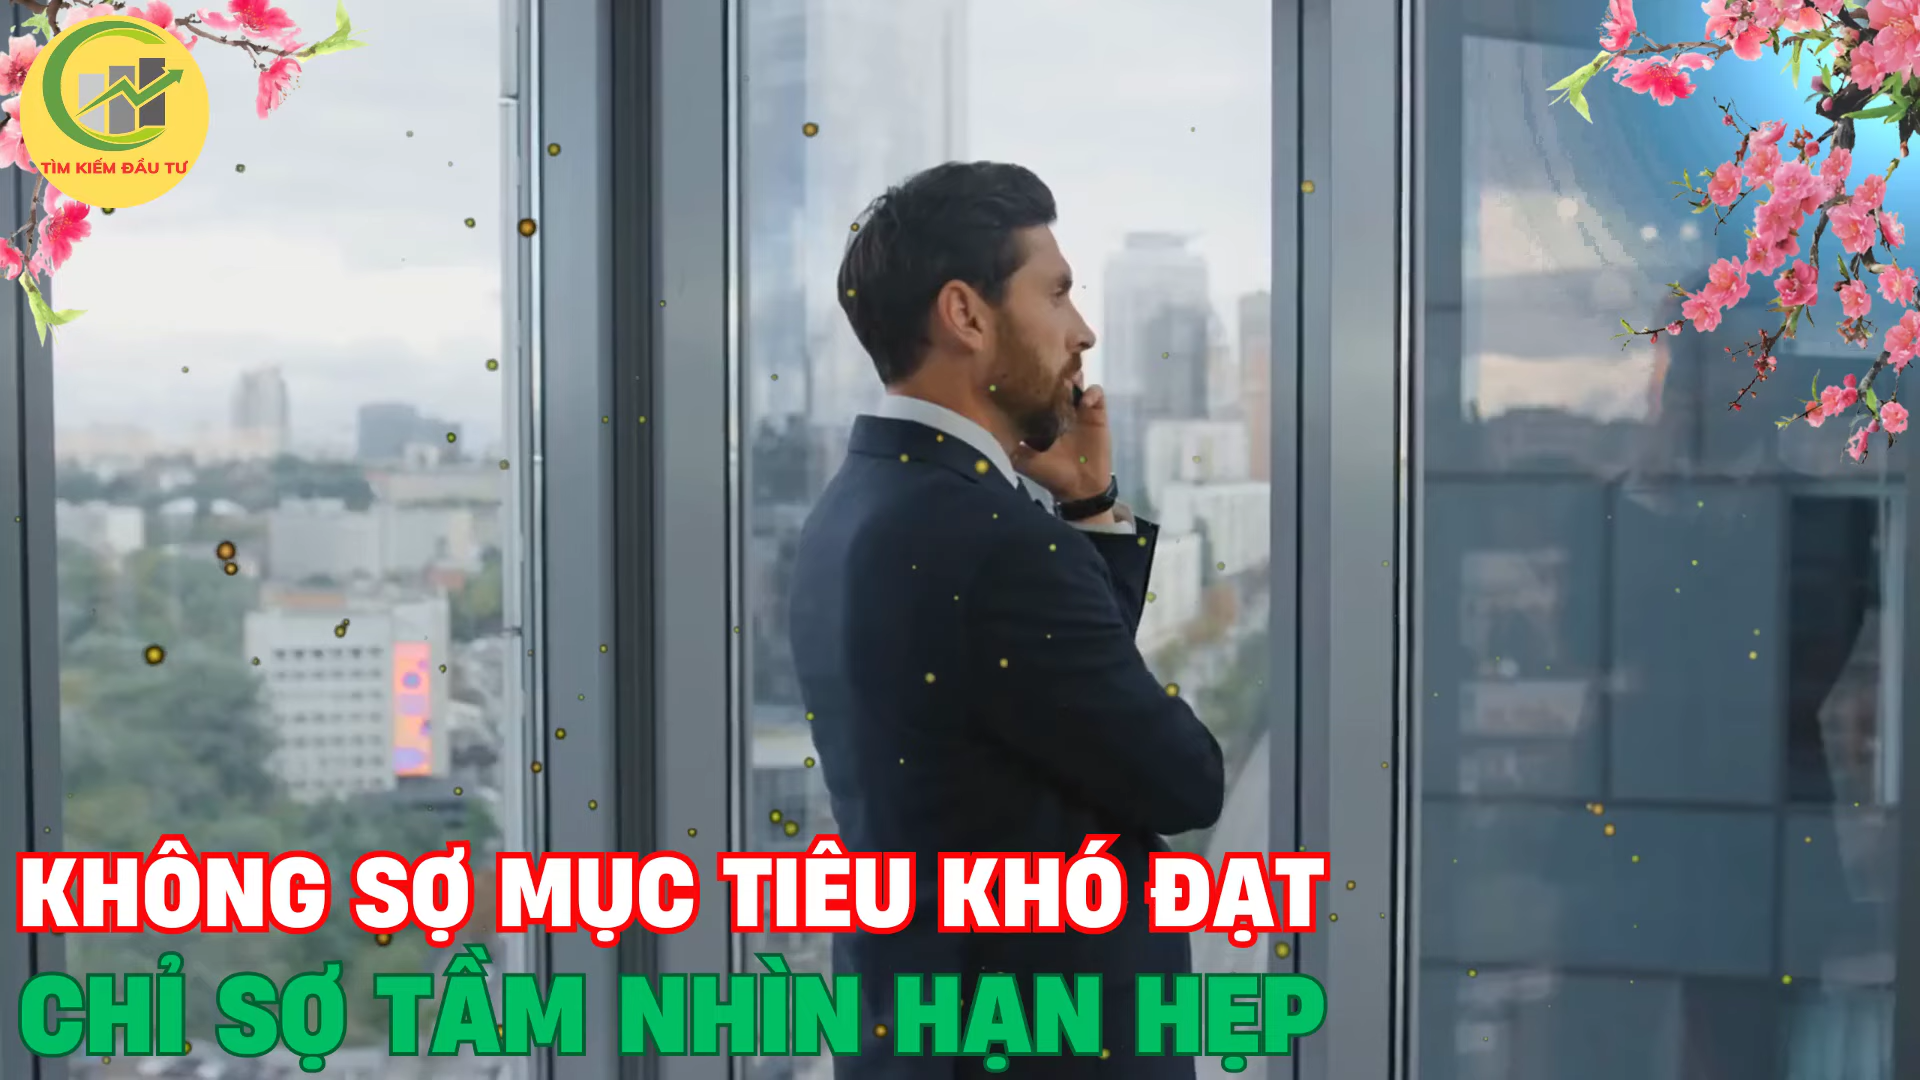 TÌM KIẾM ĐẦU TƯ
KHÔNG SỢ MỤC TIÊU KHÓ ĐẠT
CHỈ SỢ TẦM NHÌN HẠN HẸP